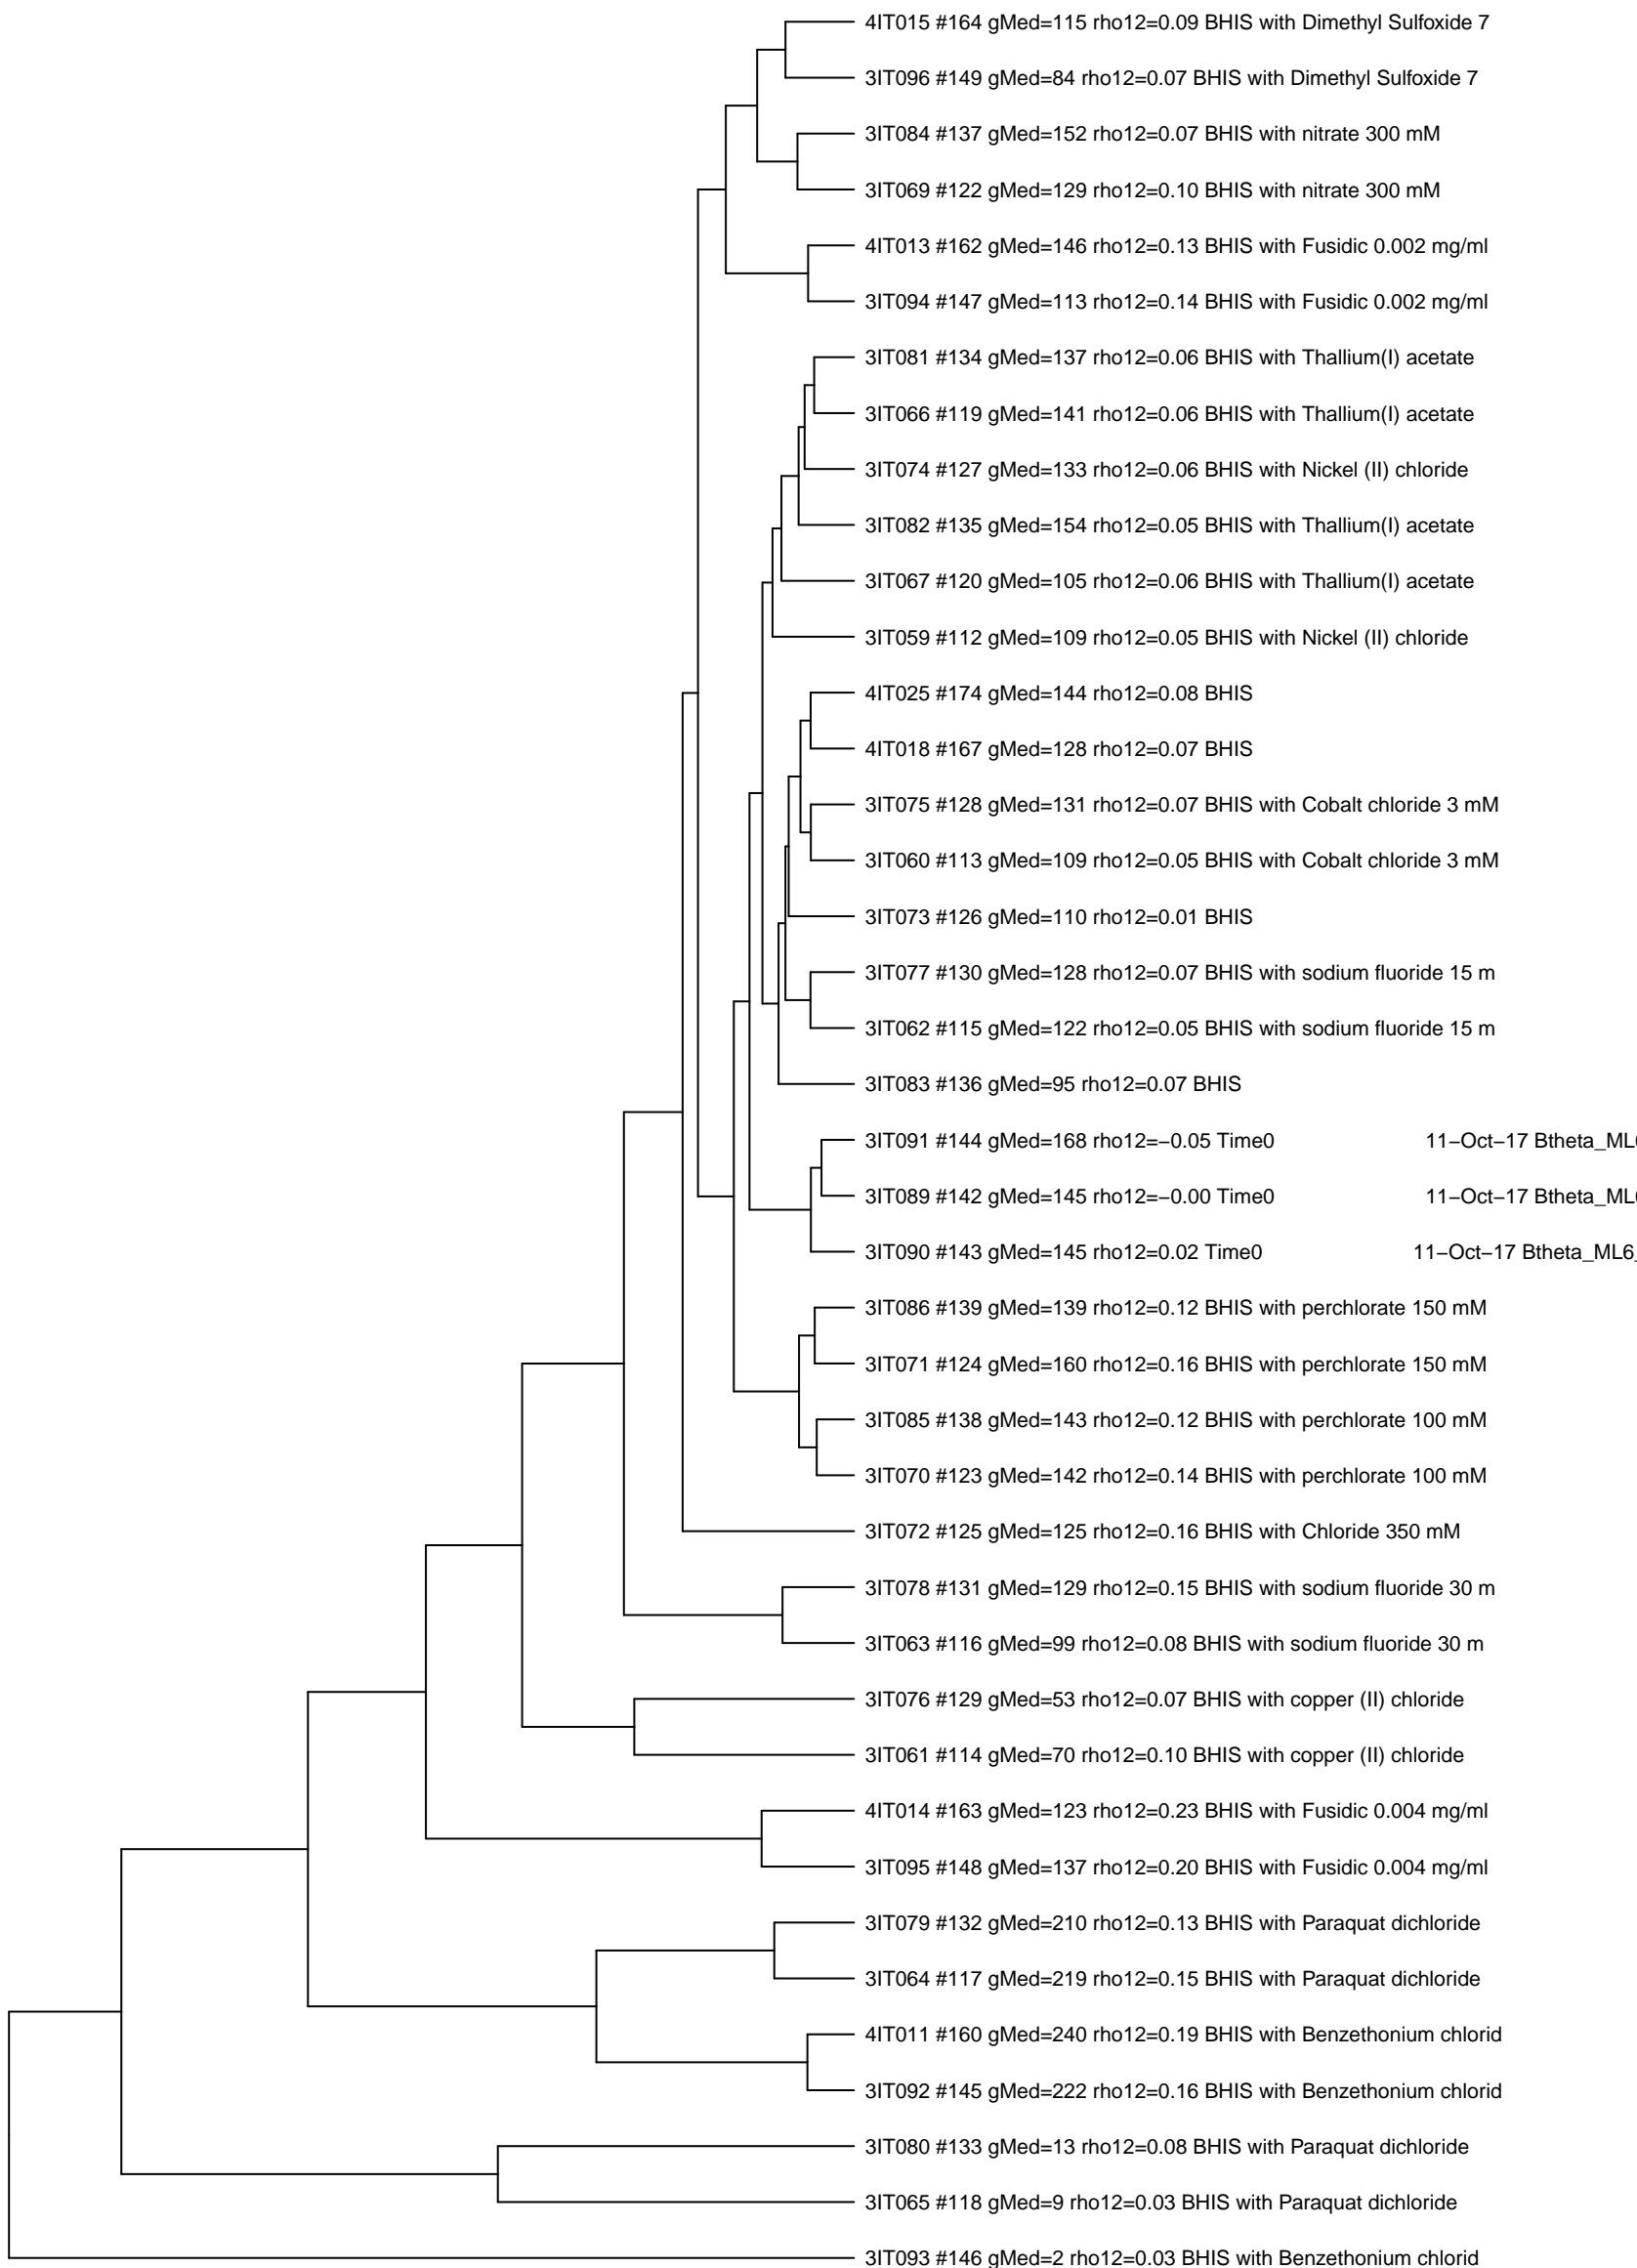 4IT015 #164 gMed=115 rho12=0.09 BHIS with Dimethyl Sulfoxide 7
3IT096 #149 gMed=84 rho12=0.07 BHIS with Dimethyl Sulfoxide 7
3IT084 #137 gMed=152 rho12=0.07 BHIS with nitrate 300 mM
3IT069 #122 gMed=129 rho12=0.10 BHIS with nitrate 300 mM
4IT013 #162 gMed=146 rho12=0.13 BHIS with Fusidic 0.002 mg/ml
3IT094 #147 gMed=113 rho12=0.14 BHIS with Fusidic 0.002 mg/ml
3IT081 #134 gMed=137 rho12=0.06 BHIS with Thallium(I) acetate
3IT066 #119 gMed=141 rho12=0.06 BHIS with Thallium(I) acetate
3IT074 #127 gMed=133 rho12=0.06 BHIS with Nickel (II) chloride
3IT082 #135 gMed=154 rho12=0.05 BHIS with Thallium(I) acetate
3IT067 #120 gMed=105 rho12=0.06 BHIS with Thallium(I) acetate
3IT059 #112 gMed=109 rho12=0.05 BHIS with Nickel (II) chloride
4IT025 #174 gMed=144 rho12=0.08 BHIS
4IT018 #167 gMed=128 rho12=0.07 BHIS
3IT075 #128 gMed=131 rho12=0.07 BHIS with Cobalt chloride 3 mM
3IT060 #113 gMed=109 rho12=0.05 BHIS with Cobalt chloride 3 mM
3IT073 #126 gMed=110 rho12=0.01 BHIS
3IT077 #130 gMed=128 rho12=0.07 BHIS with sodium fluoride 15 m
3IT062 #115 gMed=122 rho12=0.05 BHIS with sodium fluoride 15 m
3IT083 #136 gMed=95 rho12=0.07 BHIS
3IT091 #144 gMed=168 rho12=−0.05 Time0 11−Oct−17 Btheta_ML
3IT089 #142 gMed=145 rho12=−0.00 Time0 11−Oct−17 Btheta_ML
3IT090 #143 gMed=145 rho12=0.02 Time0 11−Oct−17 Btheta_ML6_
3IT086 #139 gMed=139 rho12=0.12 BHIS with perchlorate 150 mM
3IT071 #124 gMed=160 rho12=0.16 BHIS with perchlorate 150 mM
3IT085 #138 gMed=143 rho12=0.12 BHIS with perchlorate 100 mM
3IT070 #123 gMed=142 rho12=0.14 BHIS with perchlorate 100 mM
3IT072 #125 gMed=125 rho12=0.16 BHIS with Chloride 350 mM
3IT078 #131 gMed=129 rho12=0.15 BHIS with sodium fluoride 30 m
3IT063 #116 gMed=99 rho12=0.08 BHIS with sodium fluoride 30 m
3IT076 #129 gMed=53 rho12=0.07 BHIS with copper (II) chloride
3IT061 #114 gMed=70 rho12=0.10 BHIS with copper (II) chloride
4IT014 #163 gMed=123 rho12=0.23 BHIS with Fusidic 0.004 mg/ml
3IT095 #148 gMed=137 rho12=0.20 BHIS with Fusidic 0.004 mg/ml
3IT079 #132 gMed=210 rho12=0.13 BHIS with Paraquat dichloride
3IT064 #117 gMed=219 rho12=0.15 BHIS with Paraquat dichloride
4IT011 #160 gMed=240 rho12=0.19 BHIS with Benzethonium chlorid
3IT092 #145 gMed=222 rho12=0.16 BHIS with Benzethonium chlorid
3IT080 #133 gMed=13 rho12=0.08 BHIS with Paraquat dichloride
3IT065 #118 gMed=9 rho12=0.03 BHIS with Paraquat dichloride
3IT093 #146 gMed=2 rho12=0.03 BHIS with Benzethonium chlorid